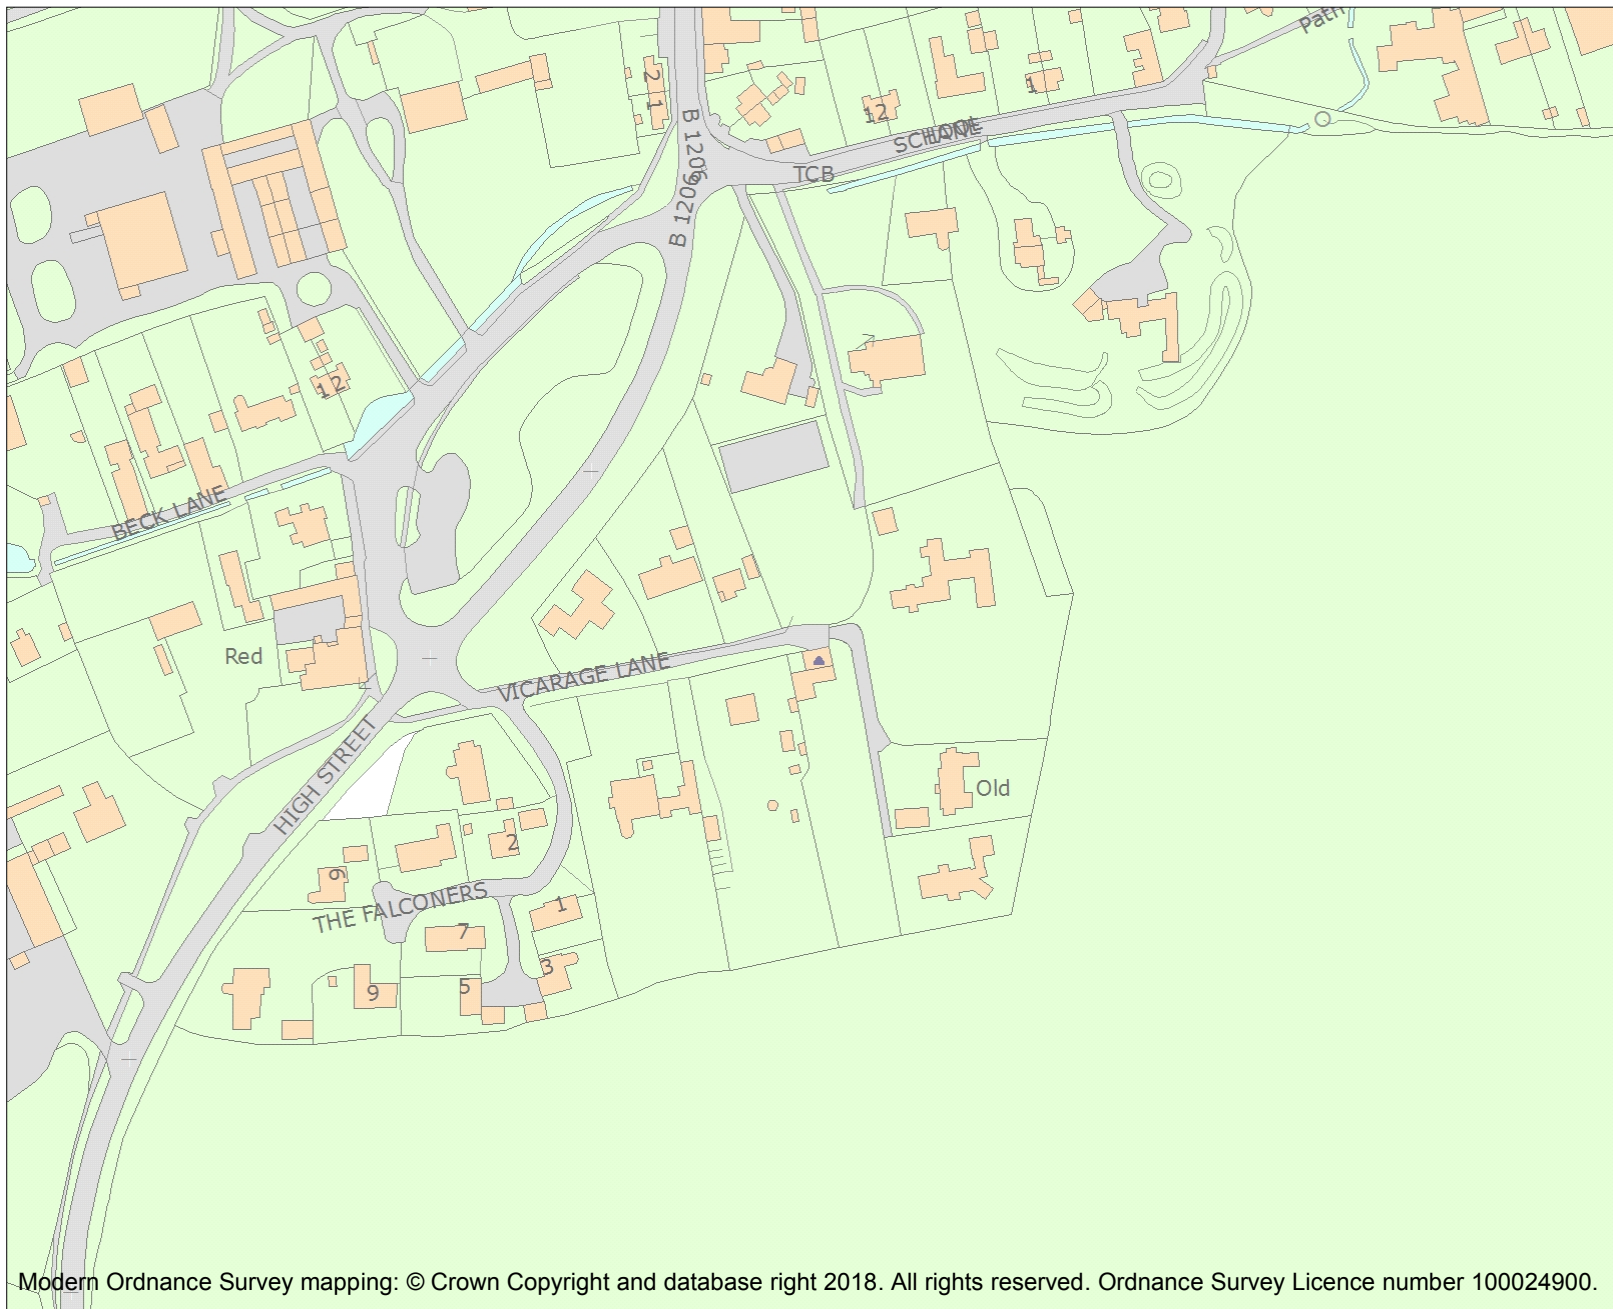 Path
2
1
B 1206
B 1206
12
1
SCHOOL
LANE
TCB
12
BECK LANE
Red
VICARAGE LANE
HIGH STREET
Old
2
9
THE FALCONERS
1
7
3
5
9
Modern Ordnance Survey mapping: © Crown Copyright and database right 2018. All rights reserved. Ordnance Survey Licence number 100024900.